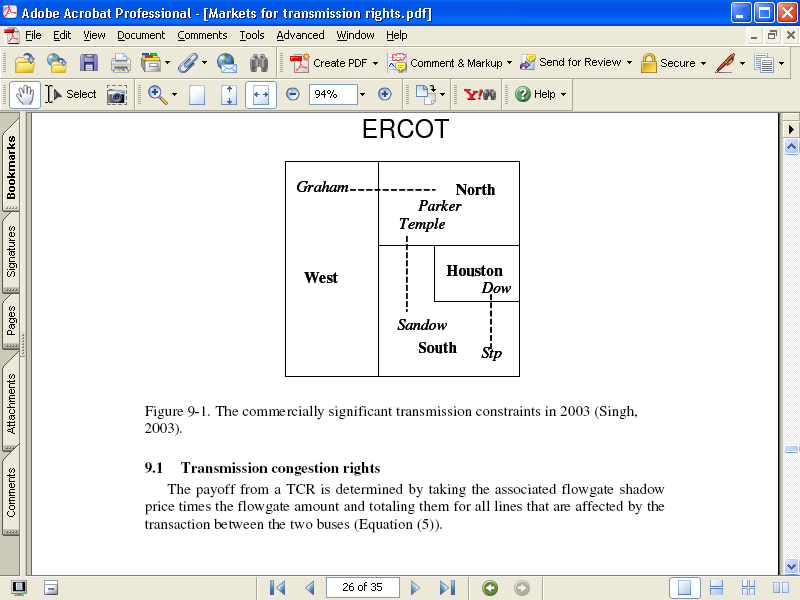 Adobe Acrobat Professional - [Markets for transmission rights.pdf]
File Edit View Document Comments Tools Advanced Window Help
Create PDF Comment & Markup Send for Review Secure
Select 94% Y! Help
Bookmarks
Signatures
Pages
Attachments
Comments
ERCOT
Graham North
Parker
Temple
West Houston
Dow
Sandow
South Stp
Figure 9-1. The commercially significant transmission constraints in 2003 (Singh,
2003).
9.1 Transmission congestion rights
The payoff from a TCR is determined by taking the associated flowgate shadow
price times the flowgate amount and totaling them for all lines that are affected by the
transaction between the two buses (Equation (5)).
26 of 35